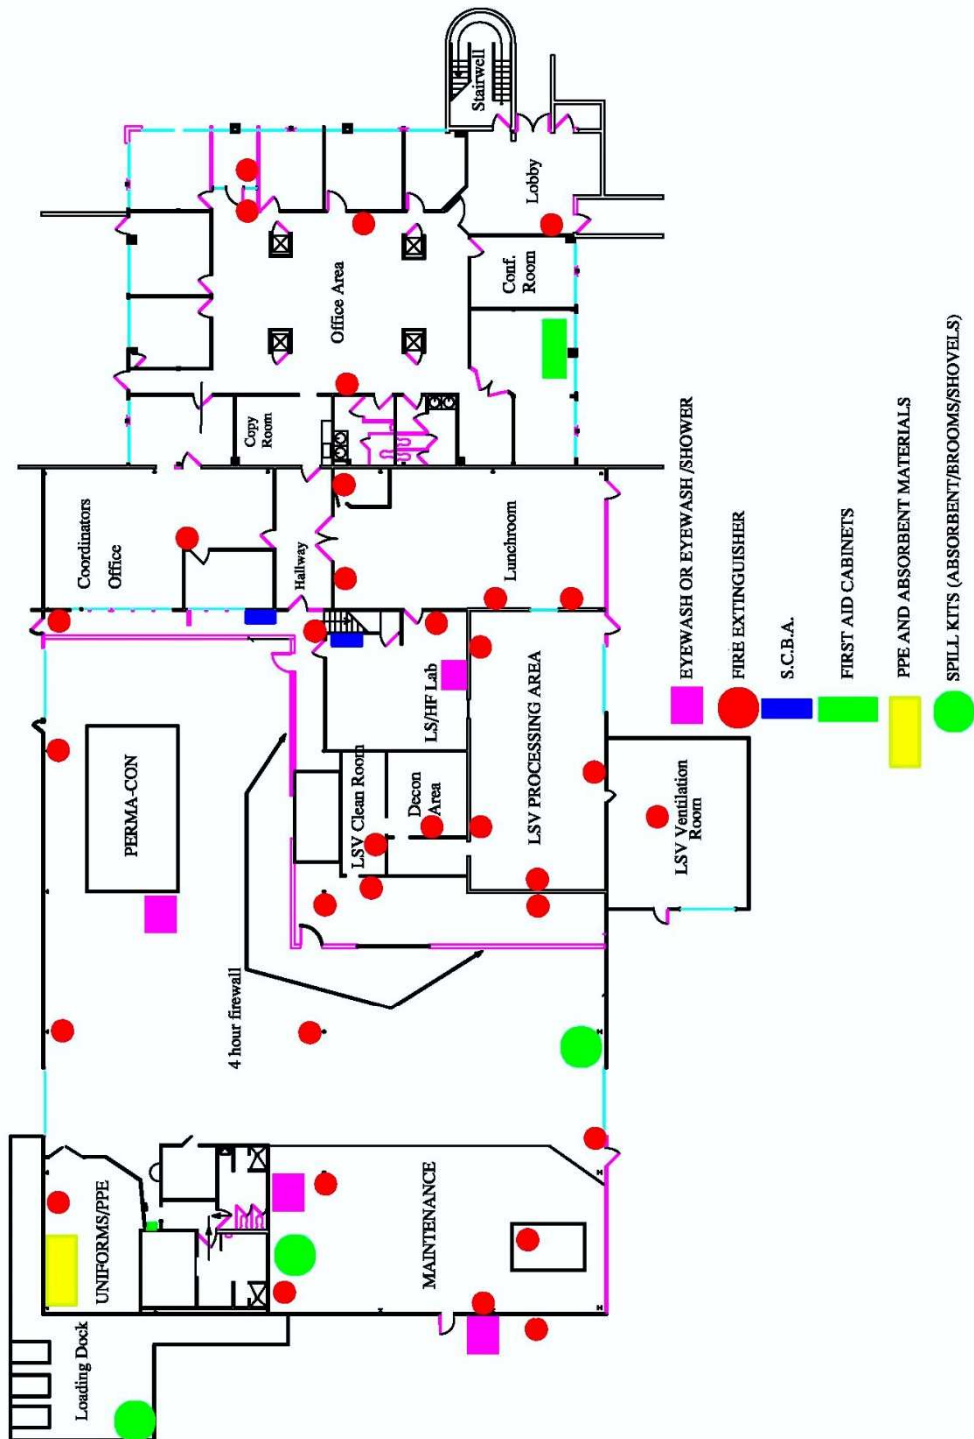 Stairwell
Lobby
Conf.
Room
Office Area
Copy
Room
Coordinators
Office
Hallway
Lunchroom
PERMA-CON
LS/HF Lab
LSV Clean Room
Decon
Area
LSV PROCESSING AREA
LSV Ventilation
Room
4 hour firewall
UNIFORMS/PPE
MAINTENANCE
Loading Dock
EYEWASH OR EYEWASH /SHOWER
FIRE EXTINGUISHER
S.C.B.A.
FIRST AID CABINETS
PPE AND ABSORBENT MATERIALS
SPILL KITS (ABSORBENT/BROOMS/SHOVELS)